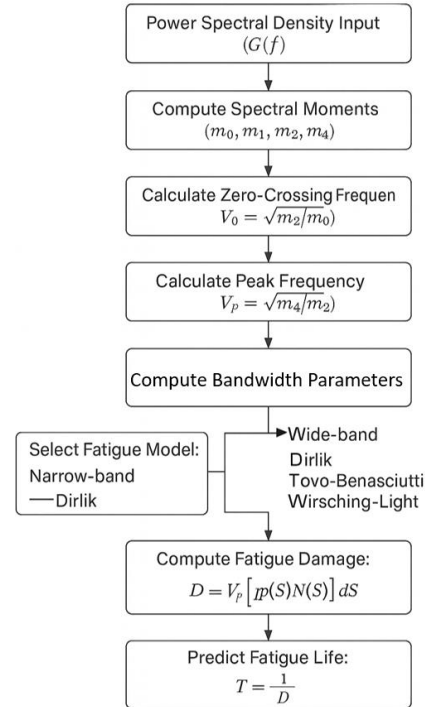 Power Spectral Density Input
(G(f)
Compute Spectral Moments
(m₀, m₁, m₂, m₄)
Calculate Zero-Crossing Frequen
V₀ = √m₂/m₀)
Calculate Peak Frequency
Vₚ = √m₄/m₂)
Compute Bandwidth Parameters
Select Fatigue Model:
Narrow-band
—Dirlik
Wide-band
Dirlik
Tovo-Benasciutti
Wirsching-Light
Compute Fatigue Damage:
D = Vₚ[p(S)N(S)] dS
Predict Fatigue Life:
T = 1/D